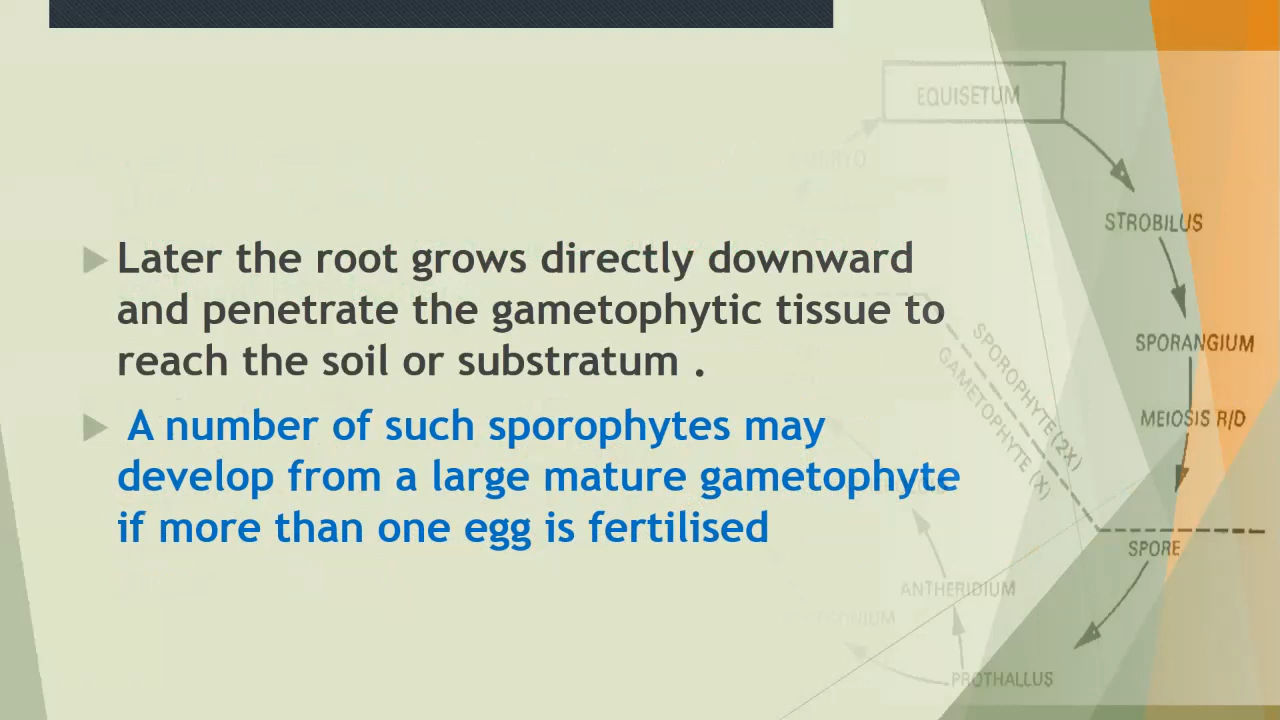 Later the root grows directly downward
and penetrate the gametophytic tissue to
reach the soil or substratum .
A number of such sporophytes may
develop from a large mature gametophyte
if more than one egg is fertilised
EQUISETUM
STROBILUS
SPORANGIUM
MEIOSIS R/D
SPOROPHYTE(2X)
GAMETOPHYTE (X)
SPORE
ANTHERIDIUM
PROTHALLUS